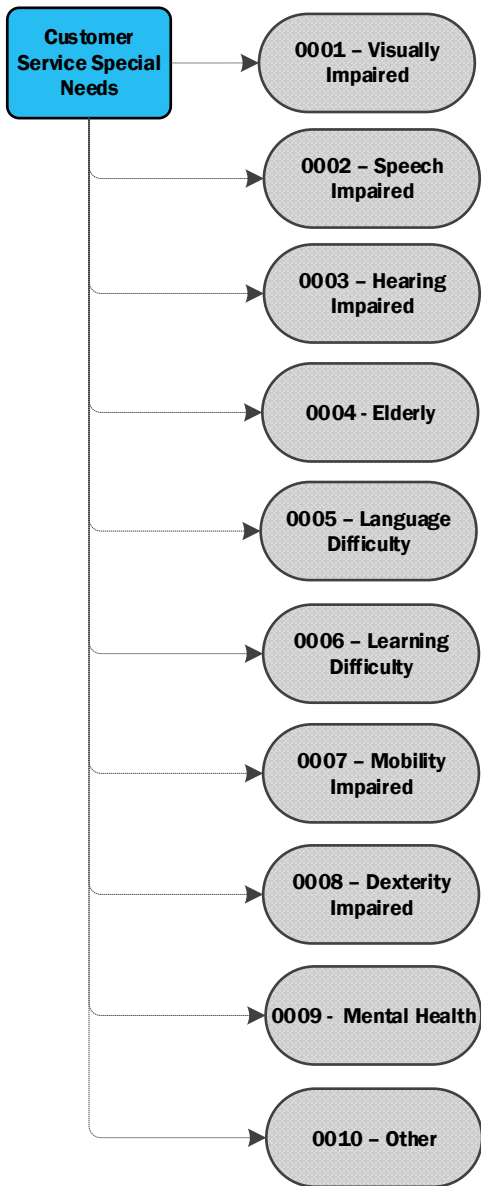 Customer
Service Special
Needs
0001 – Visually
Impaired
0002 – Speech
Impaired
0003 – Hearing
Impaired
0004 - Elderly
0005 – Language
Difficulty
0006 – Learning
Difficulty
0007 – Mobility
Impaired
0008 – Dexterity
Impaired
0009 -  Mental Health
0010 – Other